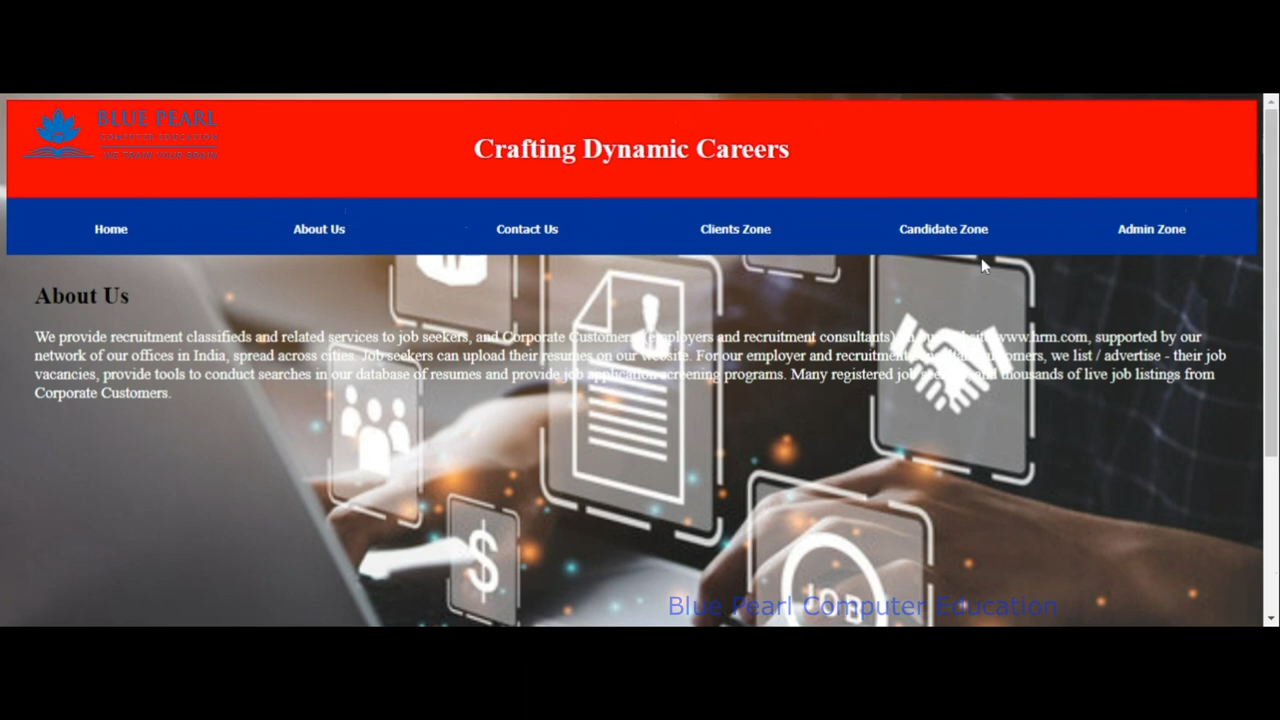 BLUE PEARL
COMPUTER EDUCATION
WE TRAIN YOUR BRAIN
Crafting Dynamic Careers
Home About Us Contact Us Clients Zone Candidate Zone Admin Zone
About Us
We provide recruitment classifieds and related services to job seekers, and Corporate Customers (employers and recruitment consultants) www.hrm.com, supported by our
network of our offices in India, spread across cities. Job seekers can upload their resumes on our website. For our employer and recruitment customers, we list / advertise - their job
vacancies, provide tools to conduct searches in our database of resumes and provide job application screening programs. Many registered job and thousands of live job listings from
Corporate Customers.
JOB
Blue Pearl Computer Education